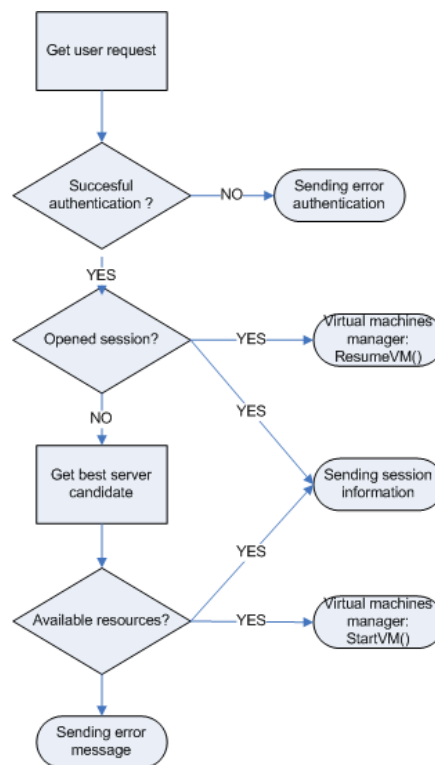 Get user request
Succesful
authentication ?
NO
Sending error
authentication
YES
Opened session?
YES
Virtual machines
manager:
ResumeVM()
YES
NO
Get best server
candidate
Sending session
information
YES
Available resources?
YES
Virtual machines
manager:
StartVM()
Sending error
message